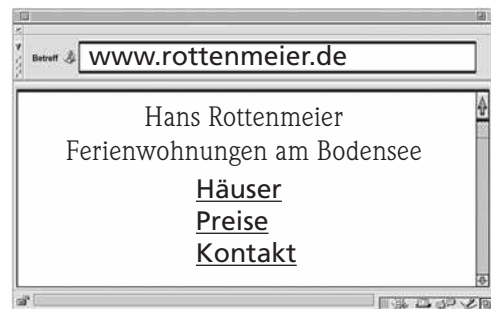 Betreff www.rottenmeier.de
Hans Rottenmeier
Ferienwohnungen am Bodensee
Häuser
Preise
Kontakt